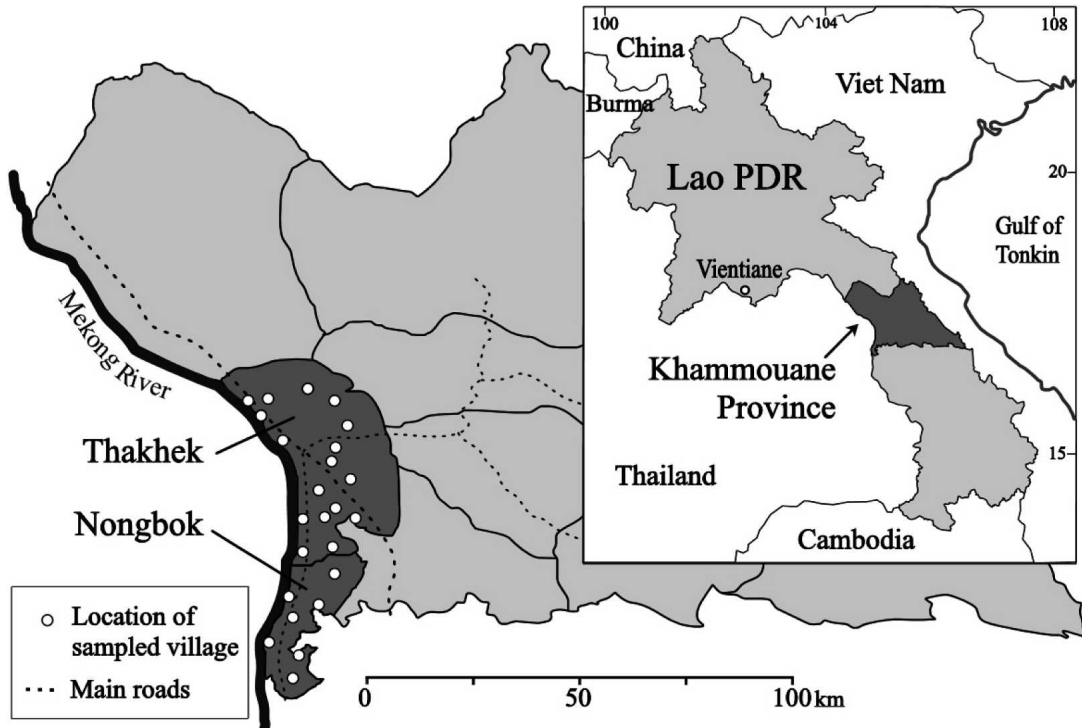 100
104
108
China
Burma
Viet Nam
Lao PDR
20
Gulf of
Tonkin
Vientiane
Khammouane
Province
15
Thailand
Cambodia
Mekong River
Thakhek
Nongbok
Location of
sampled village
Main roads
0
50
100 km